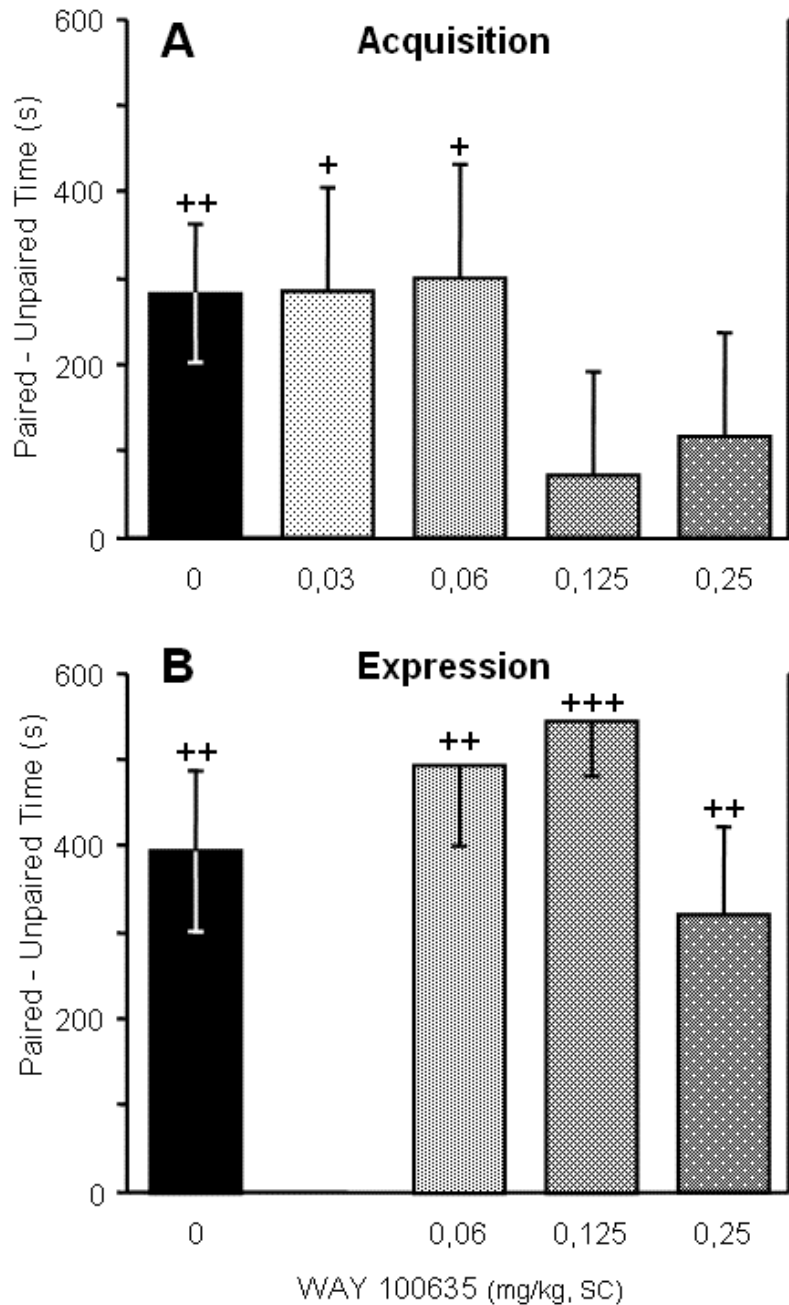 A Acquisition
Paired - Unpaired Time (s)
600
400
200
0
++ + +
0 0,03 0,06 0,125 0,25
B Expression
Paired - Unpaired Time (s)
600
400
200
0
++ ++ +++ ++
0 0,06 0,125 0,25
WAY 100635 (mg/kg, SC)